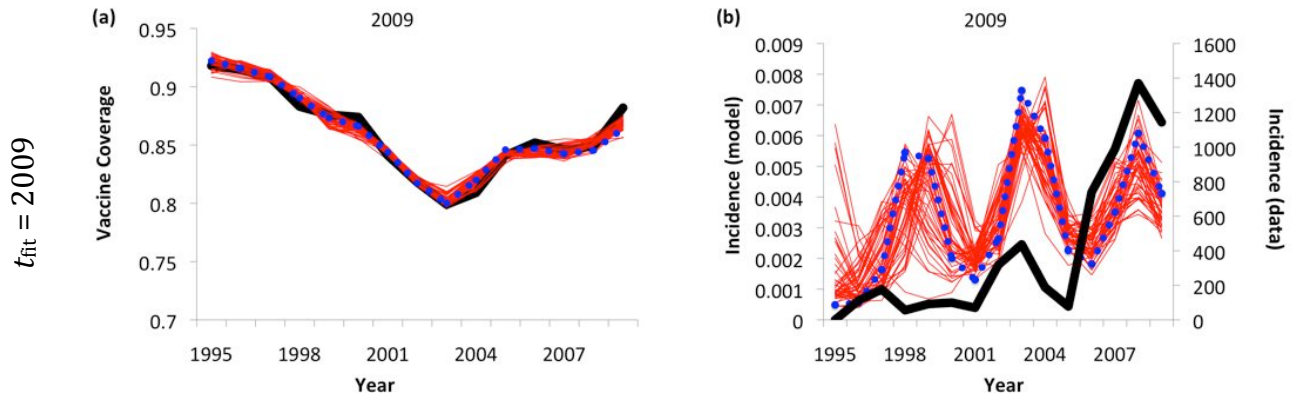 (a)
2009
0.95
0.9
0.85
0.8
0.75
0.7
Vaccine Coverage
1995 1998 2001 2004 2007
Year
t_fit = 2009
(b)
2009
0.009
0.008
0.007
0.006
0.005
0.004
0.003
0.002
0.001
0
Incidence (model)
1600
1400
1200
1000
800
600
400
200
0
Incidence (data)
1995 1998 2001 2004 2007
Year